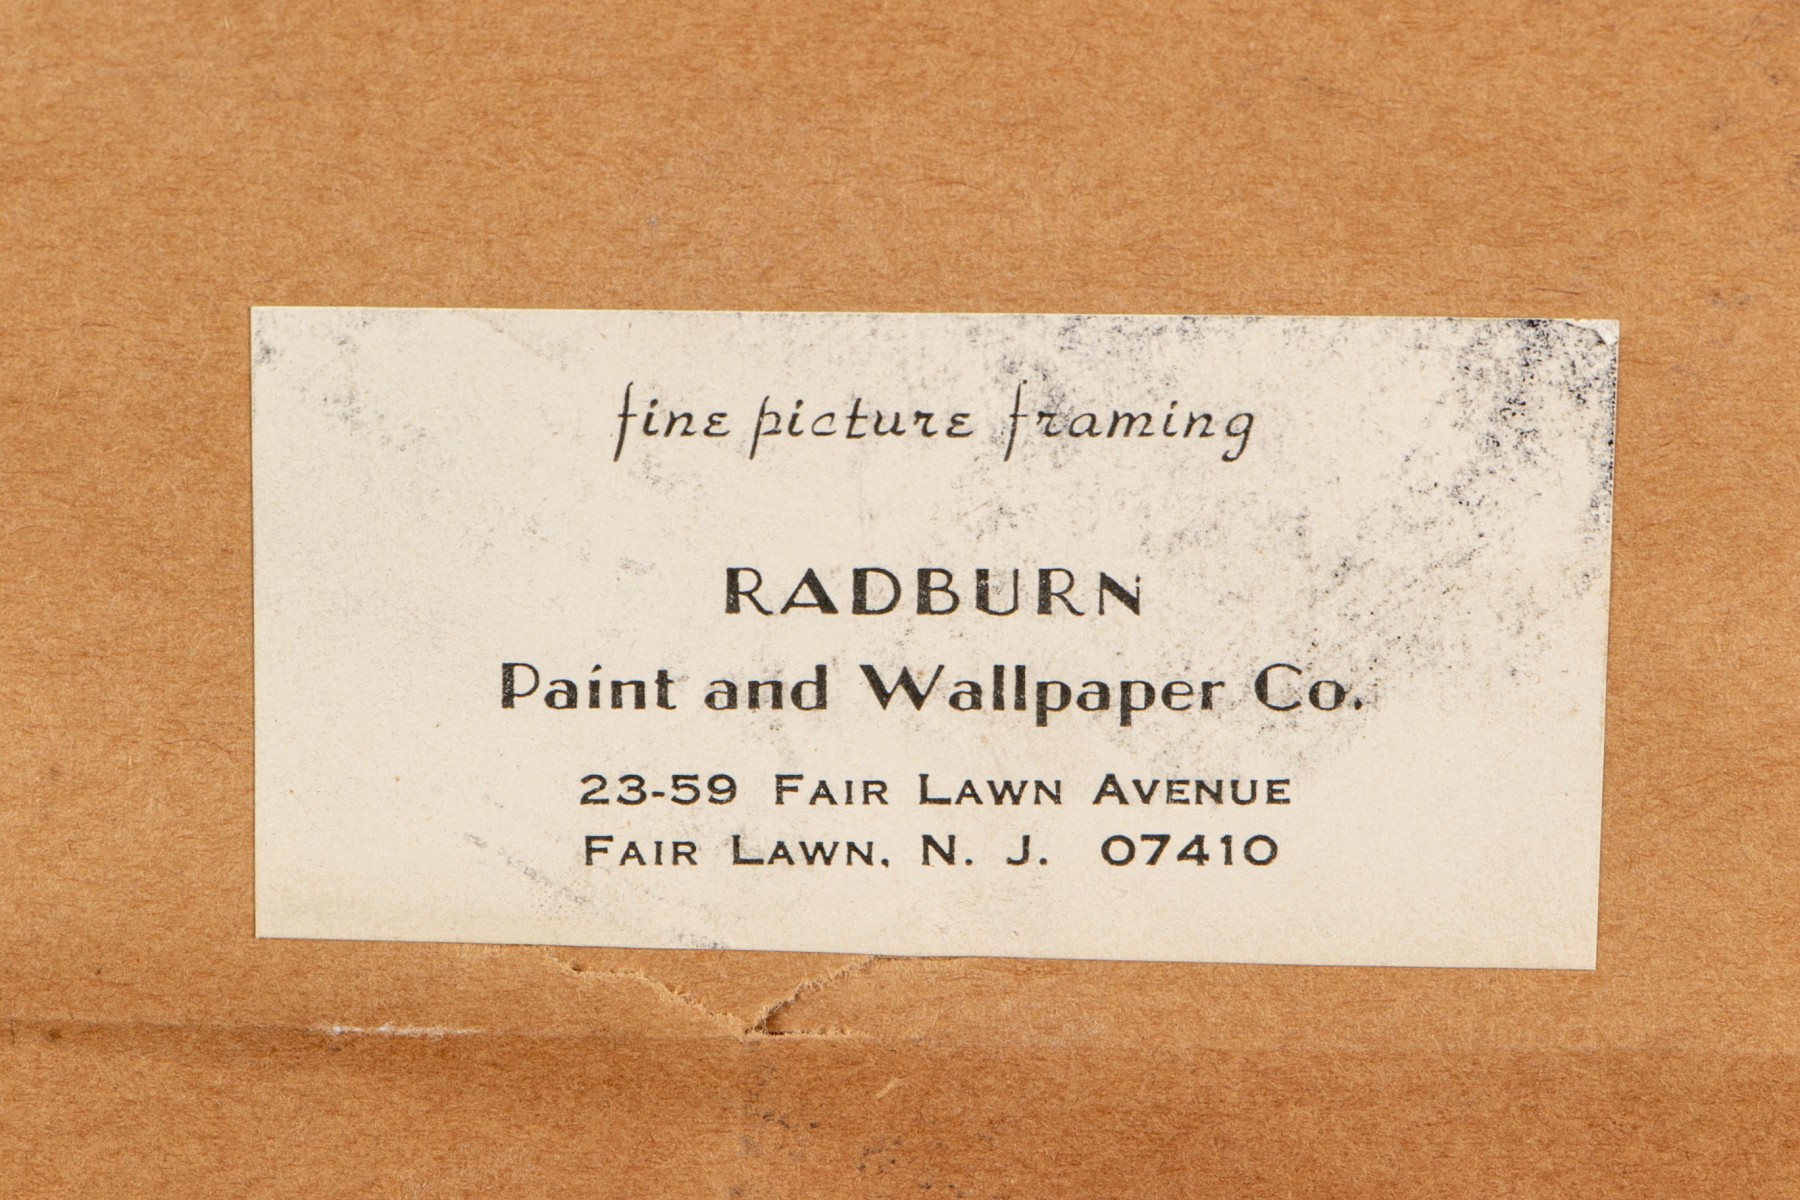 fine picture framing
RADBURN
Paint and Wallpaper Co.
23-59 FAIR LAWN AVENUE
FAIR LAWN, N. J. 07410